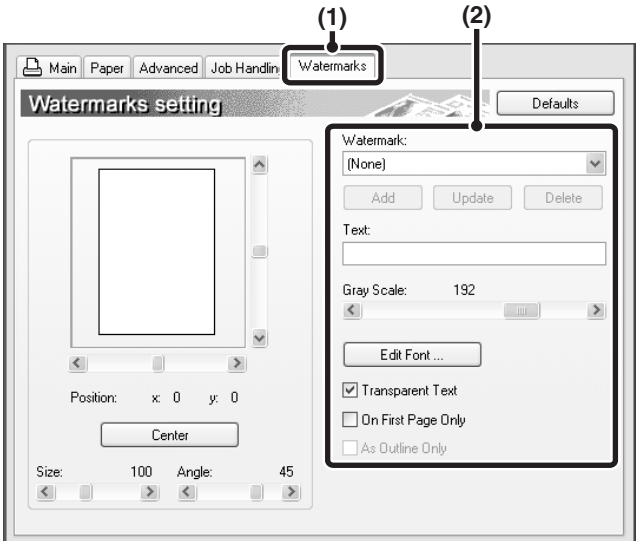 (1) (2)
Main Paper Advanced Job Handlin Watermarks
Watermarks setting Defaults
Watermark:
(None)
Add Update Delete
Text:
Gray Scale: 192
Edit Font ...
Position: x: 0 y: 0
Transparent Text
Center
On First Page Only
As Outline Only
Size: 100 Angle: 45